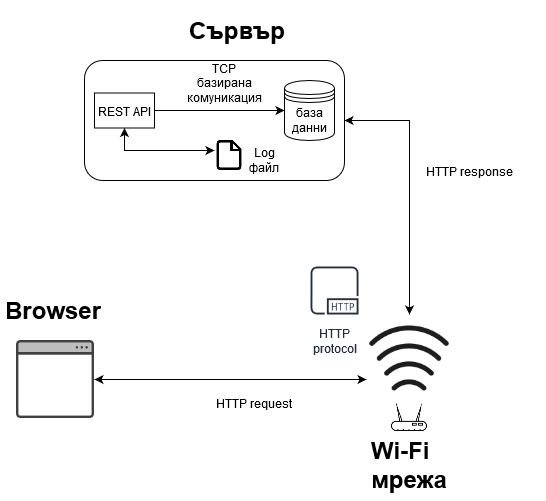 Сървър
TCP
базирана
комуникация
REST API
база
данни
Log
файл
HTTP response
HTTP
HTTP
protocol
Browser
HTTP request
Wi-Fi
мрежа